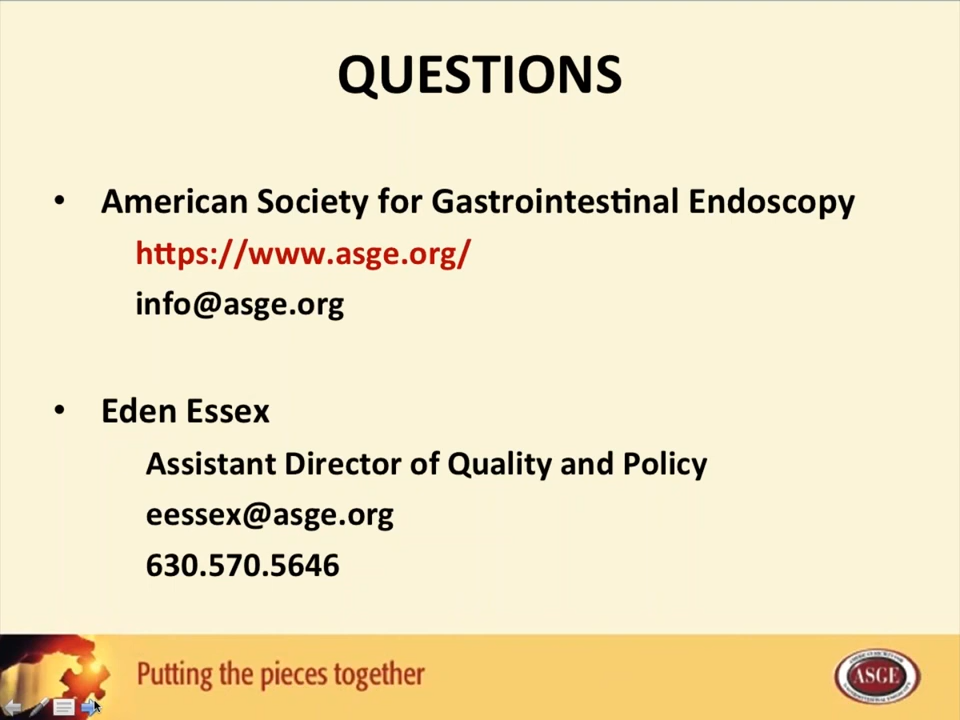 QUESTIONS
• American Society for Gastrointestinal Endoscopy
https://www.asge.org/
info@asge.org
• Eden Essex
Assistant Director of Quality and Policy
eessex@asge.org
630.570.5646
Putting the pieces together
ASGE